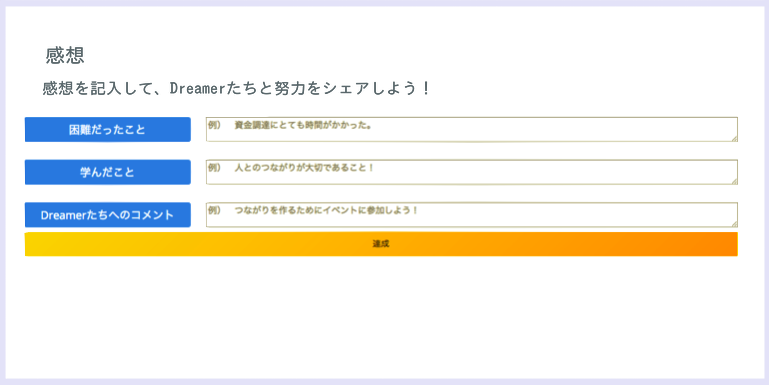 感想
感想を記入して、Dreamerたちと努力をシェアしよう！
困難だったこと
例） 資金調達にとても時間がかかった。
学んだこと
例） 人とのつながりが大切であること！
Dreamerたちへのコメント
例） つながりを作るためにイベントに参加しよう！
達成